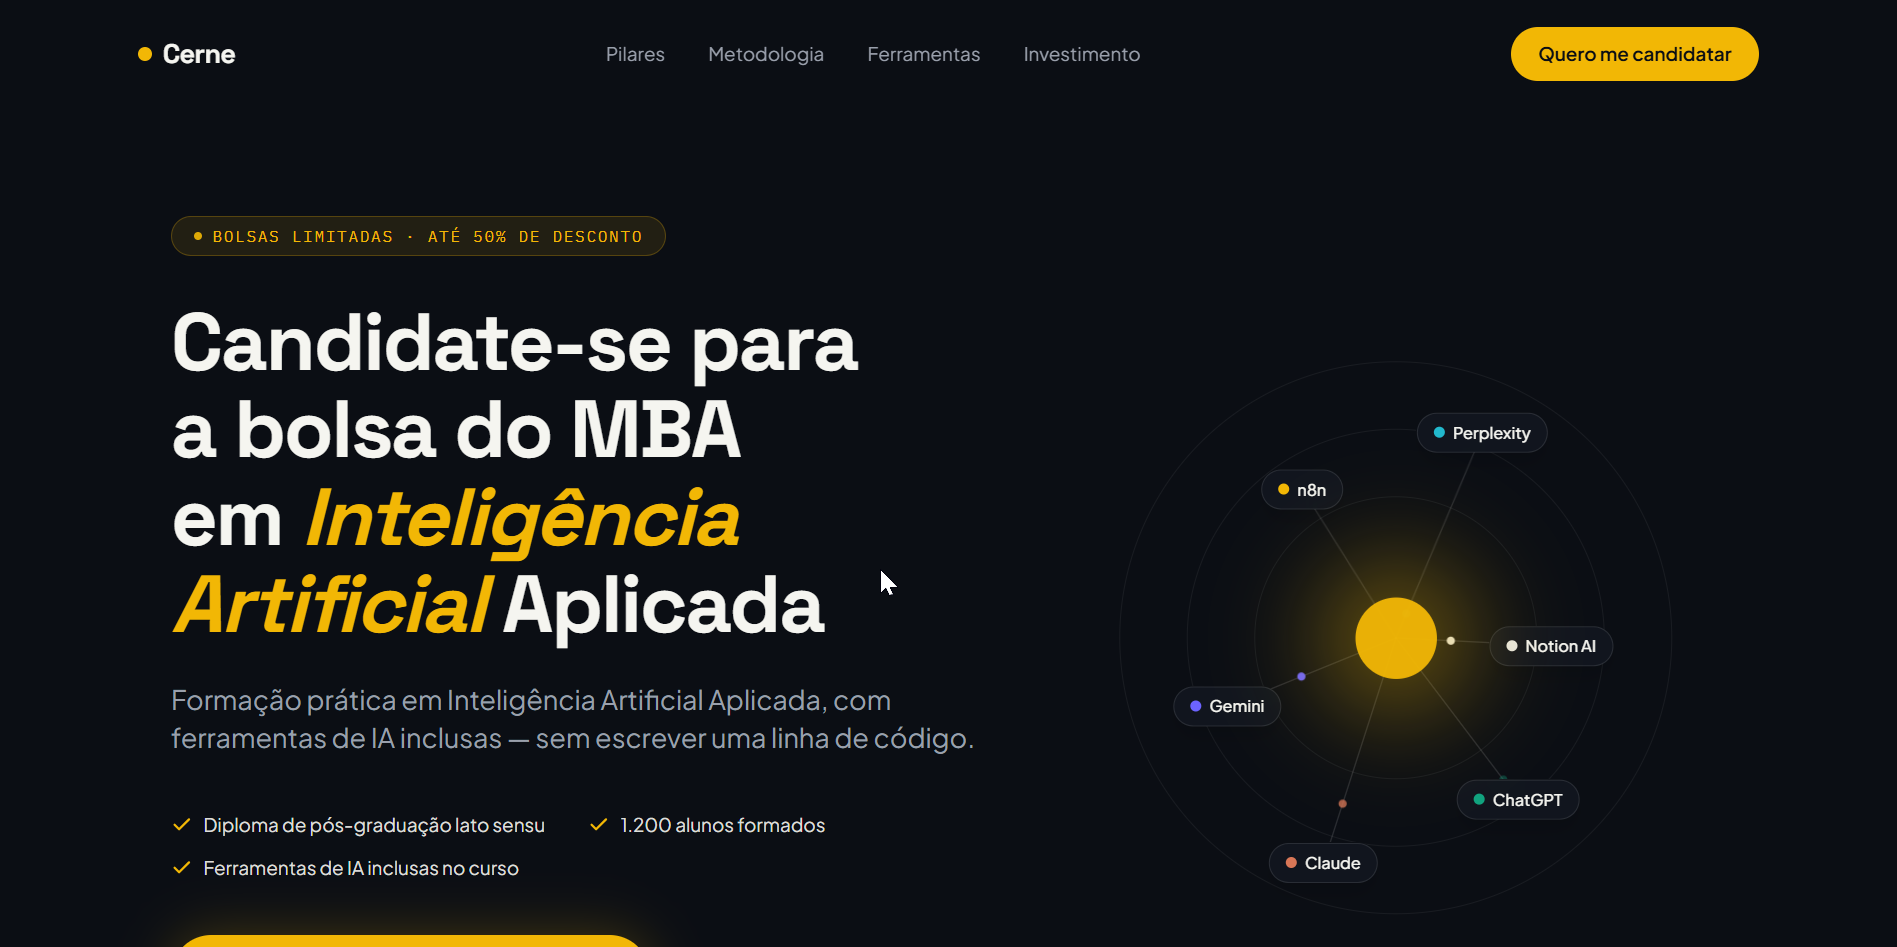 Cerne
Pilares
Metodologia
Ferramentas
Investimento
Quero me candidatar
BOLSAS LIMITADAS · ATÉ 50% DE DESCONTO
Candidate-se para
a bolsa do MBA
em Inteligência
Artificial Aplicada
Formação prática em Inteligência Artificial Aplicada, com
ferramentas de IA inclusas — sem escrever uma linha de código.
Diploma de pós-graduação lato sensu
1.200 alunos formados
Ferramentas de IA inclusas no curso
Perplexity
n8n
Notion AI
Gemini
ChatGPT
Claude